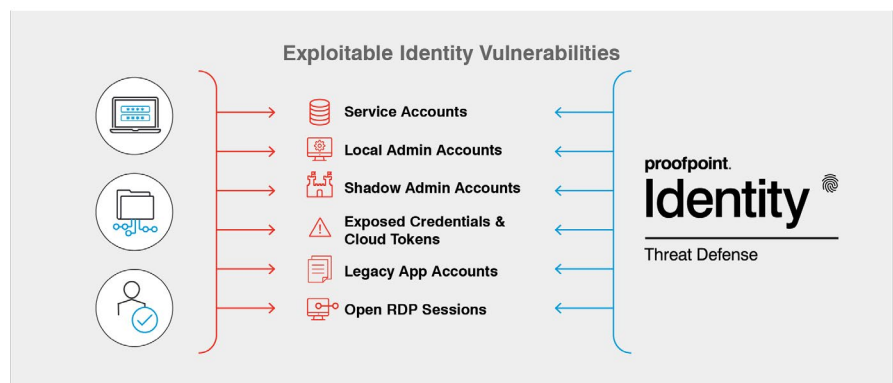 Exploitable Identity Vulnerabilities
Service Accounts
Local Admin Accounts
Shadow Admin Accounts
Exposed Credentials &
Cloud Tokens
Legacy App Accounts
Open RDP Sessions
proofpoint.
Identity
Threat Defense